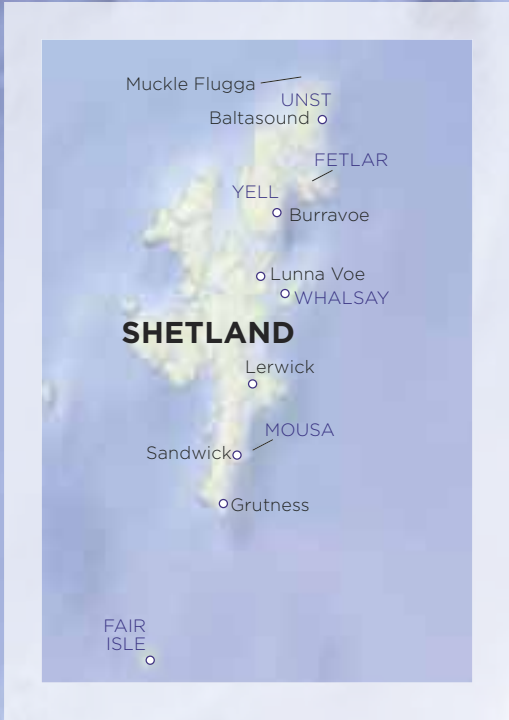 Muckle Flugga
UNST
Baltasound
FETLAR
YELL
Burravoe
Lunna Voe
WHALSAY
SHETLAND
Lerwick
MOUSA
Sandwick
Grutness
FAIR
ISLE